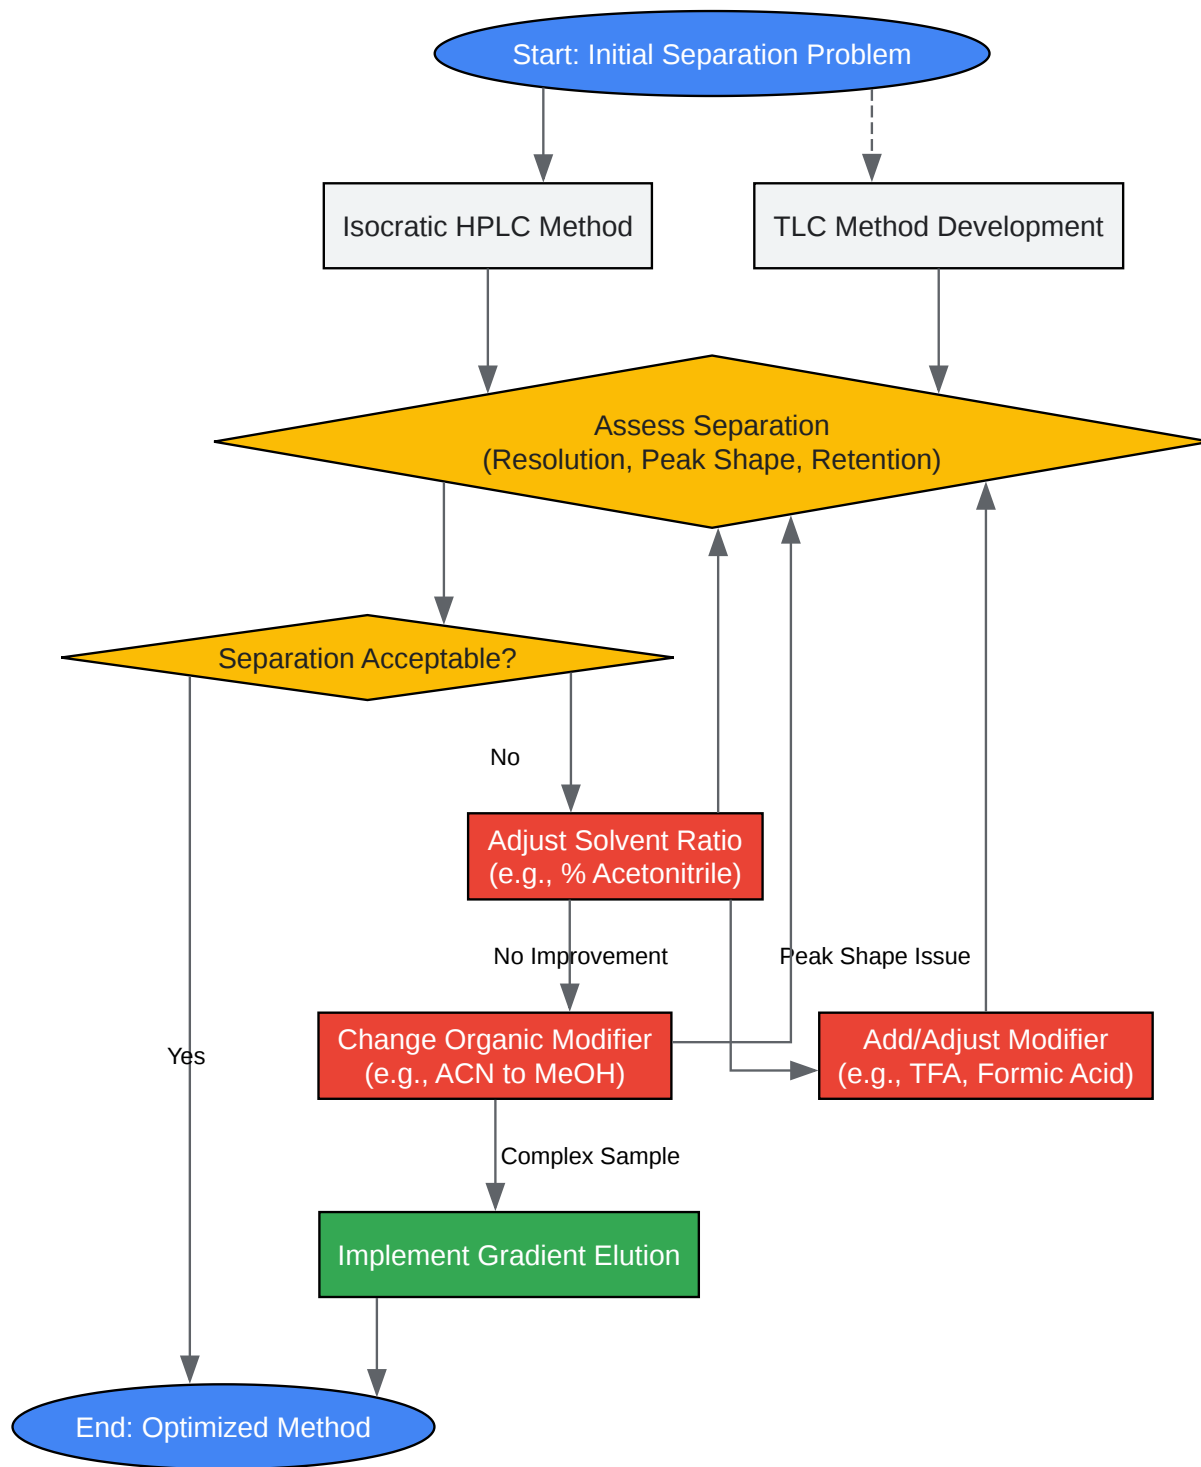 Start: Initial Separation Problem
Isocratic HPLC Method
TLC Method Development
Assess Separation
(Resolution, Peak Shape, Retention)
Separation Acceptable?
No
Adjust Solvent Ratio
(e.g., % Acetonitrile)
No Improvement
Peak Shape Issue
Change Organic Modifier
(e.g., ACN to MeOH)
Add/Adjust Modifier
(e.g., TFA, Formic Acid)
Yes
Complex Sample
Implement Gradient Elution
End: Optimized Method